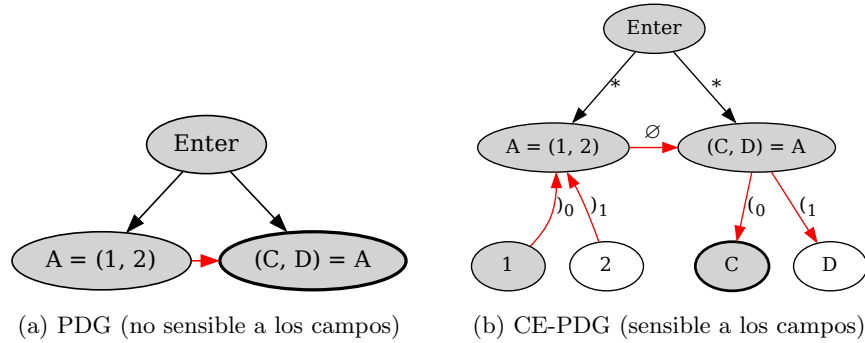 Enter
A = (1, 2)
(C, D) = A
(a) PDG (no sensible a los campos)
Enter
*
*
A = (1, 2)
∅
(C, D) = A
)₀
)₁
(₀
(₁
1
2
C
D
(b) CE-PDG (sensible a los campos)